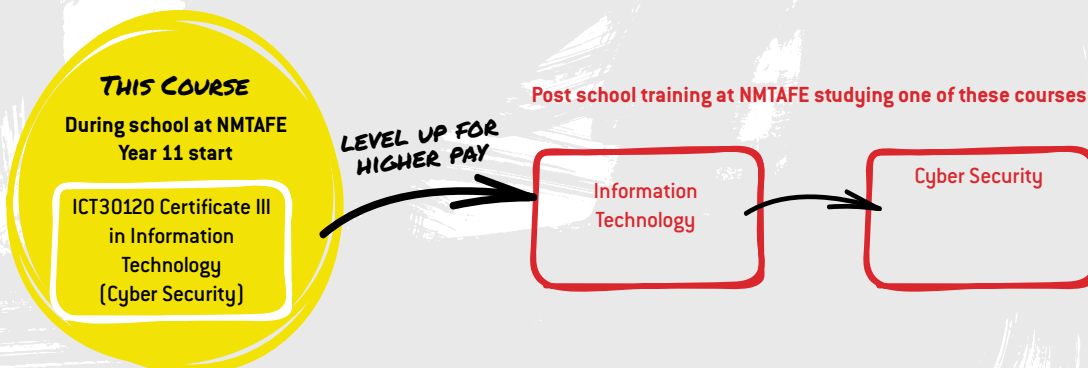 THIS COURSE
During school at NMTAFE
Year 11 start
ICT30120 Certificate III
in Information
Technology
(Cyber Security)
LEVEL UP FOR
HIGHER PAY
Post school training at NMTAFE studying one of these courses
Information
Technology
Cyber Security